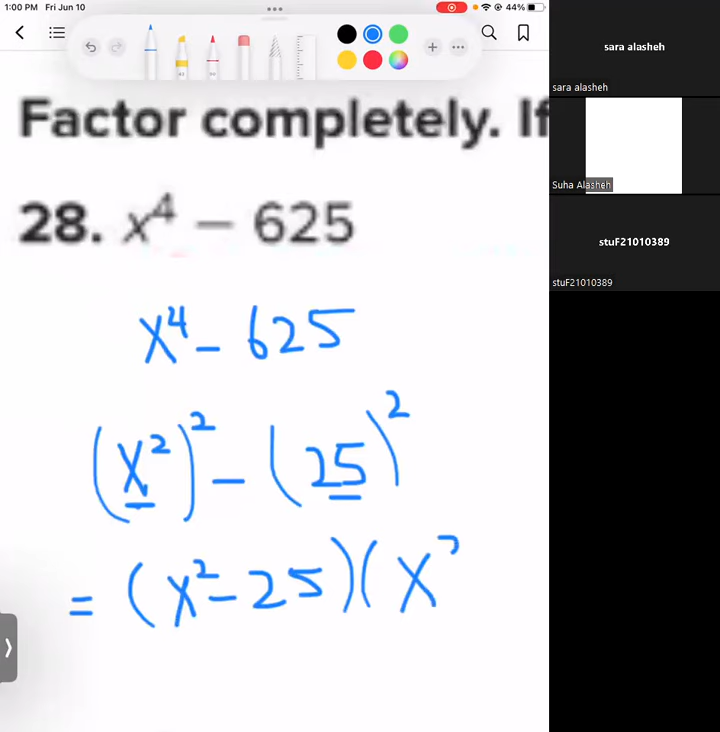 1:00 PM Fri Jun 10
44%
Factor completely. If
28. x⁴ – 625
x⁴ – 625
(x²)² – (25)²
= (x² – 25)(x²
sara alasheh
sara alasheh
Suha Alasheh
stuF21010389
stuF21010389